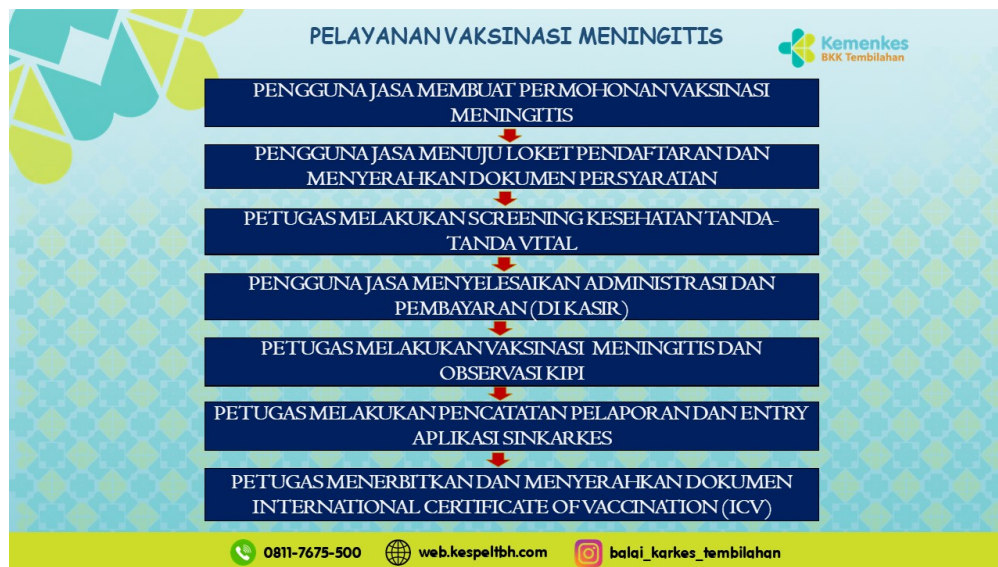 PELAYANAN VAKSINASI MENINGITIS
Kemenkes
BKK Tembilahan
PENGGUNA JASA MEMBUAT PERMOHONAN VAKSINASI
MENINGITIS
PENGGUNA JASA MENUJU LOKET PENDAFTARAN DAN
MENYERAHKAN DOKUMEN PERSYARATAN
PETUGAS MELAKUKAN SCREENING KESEHATAN TANDA-
TANDA VITAL
PENGGUNA JASA MENYELESAIKAN ADMINISTRASI DAN
PEMBAYARAN (DI KASIR)
PETUGAS MELAKUKAN VAKSINASI MENINGITIS DAN
OBSERVASI KIPI
PETUGAS MELAKUKAN PENCATATAN PELAPORAN DAN ENTRY
APLIKASI SINKARKES
PETUGAS MENERBITKAN DAN MENYERAHKAN DOKUMEN
INTERNATIONAL CERTIFICATE OF VACCINATION (ICV)
0811-7675-500 web.kespeltbh.com balai_karkes_tembilahan